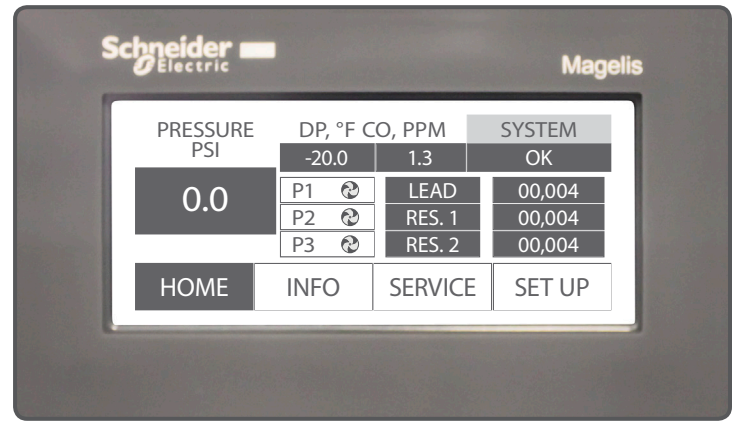 Schneider
Electric
Magelis
PRESSURE PSI
DP, °F CO, PPM
SYSTEM
-20.0 1.3 OK
0.0
P1 LEAD 00,004
P2 RES. 1 00,004
P3 RES. 2 00,004
HOME INFO SERVICE SET UP